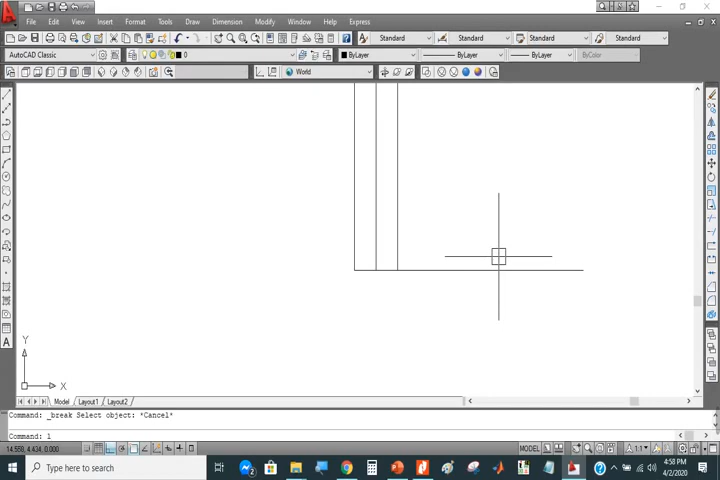 File Edit View Insert Format Tools Draw Dimension Modify Window Help Express
Standard Standard Standard Standard
AutoCAD Classic 0 ByLayer ByLayer ByLayer ByColor
World
Y
X
A
Model Layout1 Layout2
Command: _break Select object: *Cancel*
Command: l
MODEL 1:1
Type here to search
4:58 PM
4/2/2020